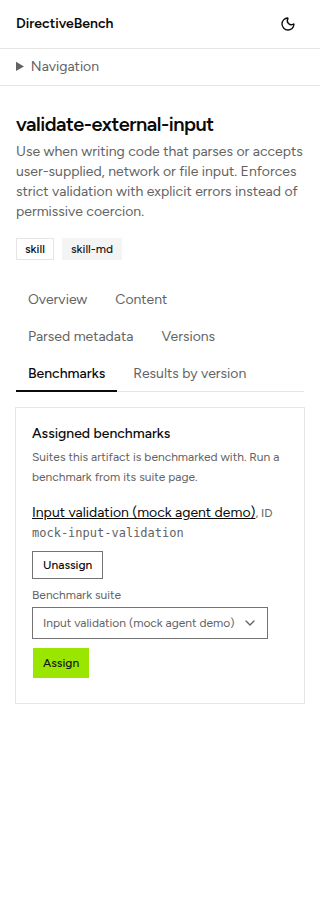 DirectiveBench
Navigation
validate-external-input
Use when writing code that parses or accepts
user-supplied, network or file input. Enforces
strict validation with explicit errors instead of
permissive coercion.
skill skill-md
Overview Content
Parsed metadata Versions
Benchmarks Results by version
Assigned benchmarks
Suites this artifact is benchmarked with. Run a
benchmark from its suite page.
Input validation (mock agent demo), ID
mock-input-validation
Unassign
Benchmark suite
Input validation (mock agent demo)
Assign